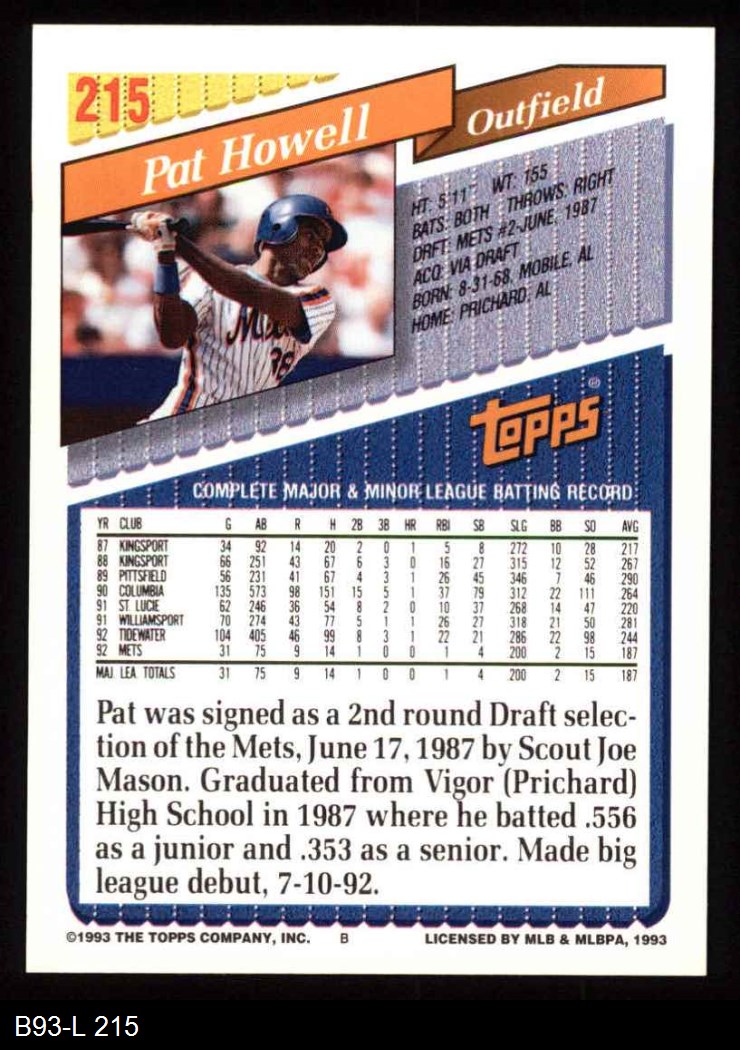 215
Pat Howell
Outfield
HT: 5'11" WT: 155
BATS: BOTH THROWS: RIGHT
DRFT: METS #2-JUNE, 1987
ACQ: VIA DRAFT
BORN: 8-31-68, MOBILE, AL
HOME: PRICHARD, AL
Mets
38
TOPPS®
COMPLETE MAJOR & MINOR LEAGUE BATTING RECORD
YR CLUB G AB R H 2B 3B HR RBI SB SLG BB SO AVG
87 KINGSPORT 34 92 14 20 2 0 1 5 8 .272 10 28 .217
88 KINGSPORT 66 251 43 67 6 3 0 16 27 .315 12 52 .267
89 PITTSFIELD 56 231 41 67 4 3 1 26 45 .346 7 46 .290
90 COLUMBIA 135 573 98 151 15 5 1 37 79 .312 22 111 .264
91 ST. LUCIE 62 246 36 54 8 2 0 10 37 .268 14 47 .220
91 WILLIAMSPORT 70 274 43 77 5 1 1 26 27 .318 21 50 .281
92 TIDEWATER 104 405 46 99 8 3 1 22 21 .286 22 98 .244
92 METS 31 75 9 14 1 0 0 1 4 .200 2 15 .187
MAJ. LEA. TOTALS 31 75 9 14 1 0 0 1 4 .200 2 15 .187
Pat was signed as a 2nd round Draft selec-
tion of the Mets, June 17, 1987 by Scout Joe
Mason. Graduated from Vigor (Prichard)
High School in 1987 where he batted .556
as a junior and .353 as a senior. Made big
league debut, 7-10-92.
©1993 THE TOPPS COMPANY, INC. B LICENSED BY MLB & MLBPA, 1993
B93-L 215